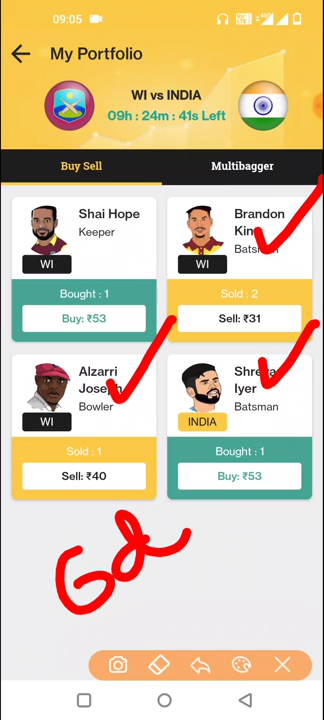 09:05
My Portfolio
WI vs INDIA
09h : 24m : 41s Left
Buy Sell
Multibagger
Shai Hope
Keeper
WI
Bought : 1
Buy: ₹53
Brandon
King
Batsman
WI
Sold : 2
Sell: ₹31
Alzarri
Joseph
Bowler
WI
Sold : 1
Sell: ₹40
Iyer
Batsman
INDIA
Bought : 1
Buy: ₹53